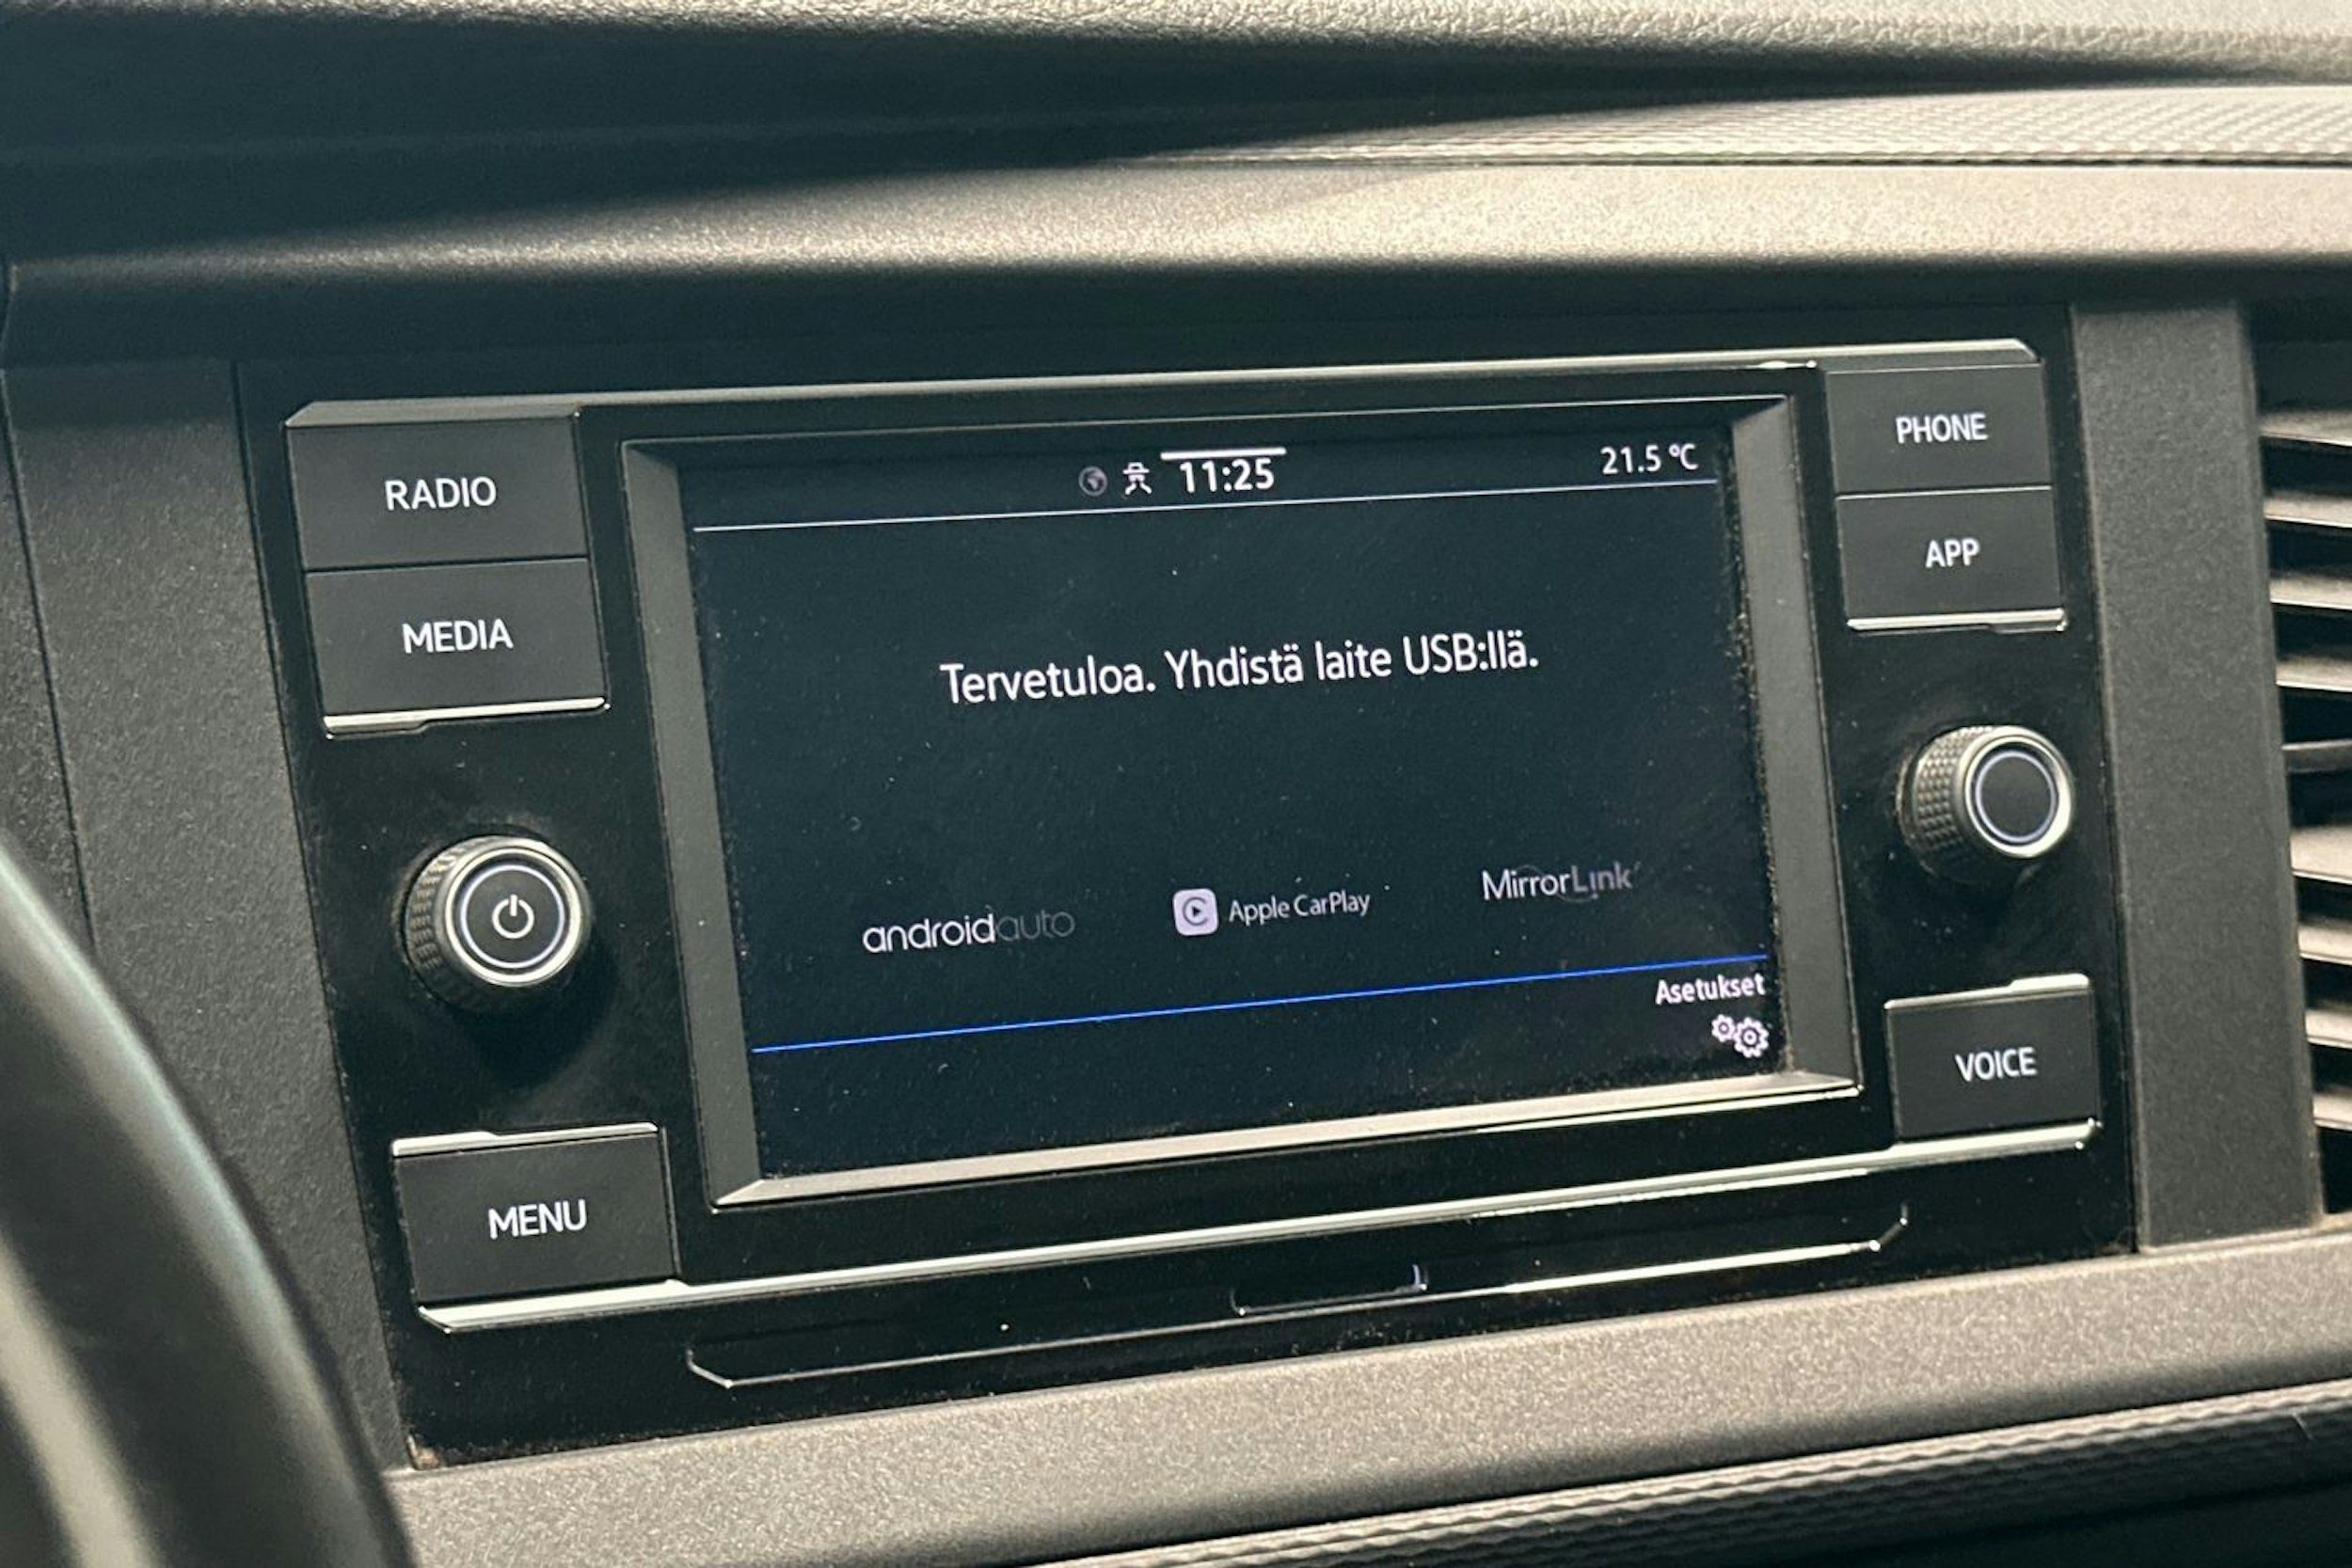 RADIO
MEDIA
MENU
11:25
21.5 °C
Tervetuloa. Yhdistä laite USB:llä.
androidauto
Apple CarPlay
MirrorLink
Asetukset
PHONE
APP
VOICE